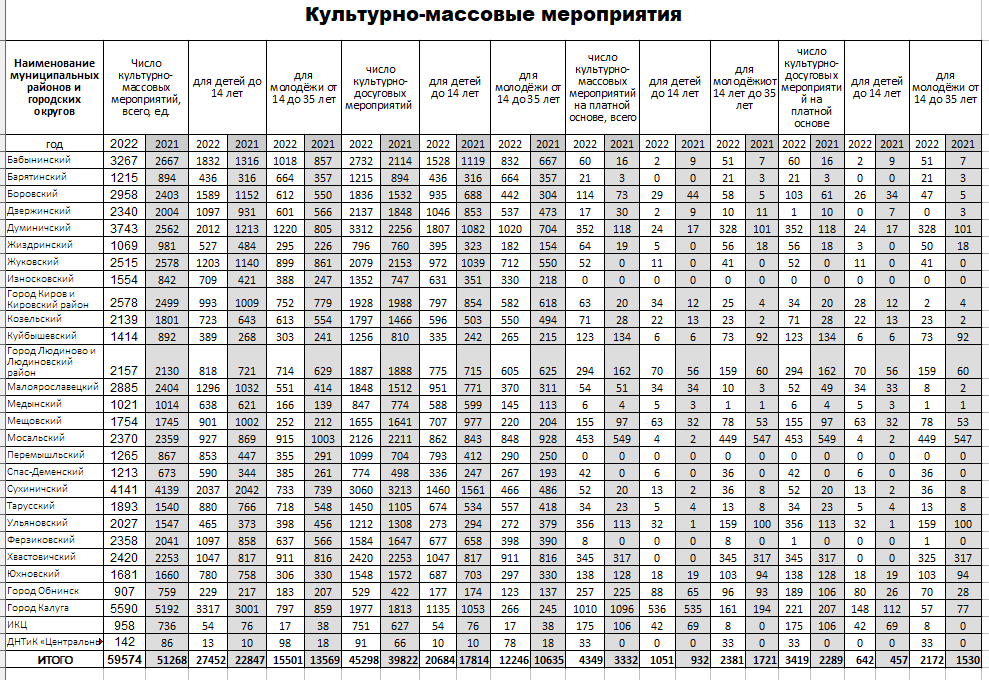 Культурно-массовые мероприятия
Наименование муниципальных районов и городских округов
Число культурно-массовых мероприятий, всего, ед.
для детей до 14 лет
для молодёжи от 14 до 35 лет
число культурно-досуговых мероприятий
для детей до 14 лет
для молодёжи от 14 до 35 лет
число культурно-массовых мероприятий на платной основе, всего
для детей до 14 лет
для молодёжиот 14 до 35 лет
число культурно-досуговых мероприятий на платной основе
для детей до 14 лет
для молодёжи от 14 до 35 лет
год 2022 2021 2022 2021 2022 2021 2022 2021 2022 2021 2022 2021 2022 2021 2022 2021 2022 2021 2022 2021 2022 2021 2022 2021
Бабынинский 3267 2667 1832 1316 1018 857 2732 2114 1528 1119 832 667 60 16 2 9 51 7 60 16 2 9 51 7
Барятинский 1215 894 436 316 664 357 1215 894 436 316 664 357 21 3 0 0 21 3 21 3 0 0 21 3
Боровский 2958 2403 1589 1152 612 550 1836 1532 935 688 442 304 114 73 29 44 58 5 103 61 26 34 47 5
Дзержинский 2340 2004 1097 931 601 566 2137 1848 1046 853 537 473 17 30 2 9 10 11 1 10 0 7 0 3
Думиничский 3743 2562 2012 1213 1220 805 3312 2256 1807 1082 1020 704 352 118 24 17 328 101 352 118 24 17 328 101
Жиздринский 1069 981 527 484 295 226 796 760 395 323 182 154 64 19 5 0 56 18 56 18 3 0 50 18
Жуковский 2515 2578 1203 1140 899 861 2079 2153 972 1039 712 550 52 0 11 0 41 0 52 0 11 0 41 0
Износковский 1554 842 709 421 388 247 1352 747 631 351 330 218 0 0 0 0 0 0 0 0 0 0 0 0
Город Киров и Кировский район 2578 2499 993 1009 752 779 1928 1988 797 854 582 618 63 20 34 12 25 4 34 20 28 12 2 4
Козельский 2139 1801 723 643 613 554 1797 1466 596 503 550 494 71 28 22 13 23 2 71 28 22 13 23 2
Куйбышевский 1414 892 389 268 303 241 1256 810 335 242 265 215 123 134 6 6 73 92 123 134 6 6 73 92
Город Людиново и Людиновский район 2157 2130 818 721 714 629 1887 1888 775 715 605 625 294 162 70 56 159 60 294 162 70 56 159 60
Малоярославецкий 2885 2404 1296 1032 551 414 1848 1512 951 771 370 311 54 51 34 34 10 3 52 49 34 33 8 2
Медынский 1021 1014 638 621 166 139 847 774 588 599 145 113 6 4 5 3 1 1 6 4 5 3 1 1
Мещовский 1754 1745 901 1002 252 212 1655 1641 707 977 220 204 155 97 63 32 78 53 155 97 63 32 78 53
Мосальский 2370 2359 927 869 915 1003 2126 2211 862 843 848 928 453 549 4 2 449 547 453 549 4 2 449 547
Перемышльский 1265 867 853 447 355 291 1099 704 793 412 290 250 0 0 0 0 0 0 0 0 0 0 0 0
Спас-Деменский 1213 673 590 344 385 261 774 498 336 247 267 193 42 0 6 0 36 0 42 0 6 0 36 0
Сухиничский 4141 4139 2037 2042 733 739 3060 3213 1460 1561 466 486 52 20 13 2 36 8 52 20 13 2 36 8
Тарусский 1893 1540 880 766 718 548 1450 1105 674 534 557 418 34 23 5 4 13 8 34 23 5 4 13 8
Ульяновский 2027 1547 465 373 398 456 1212 1308 273 294 272 379 356 113 32 1 159 100 356 113 32 1 159 100
Ферзиковский 2358 2041 1097 858 637 566 1584 1647 677 658 398 390 8 0 0 0 8 0 1 0 0 0 1 0
Хвастовичский 2420 2253 1047 817 911 816 2420 2253 1047 817 911 816 345 317 0 0 345 317 345 317 0 0 325 317
Юхновский 1681 1660 780 758 306 330 1548 1572 687 703 297 330 138 128 18 19 103 94 138 128 18 19 103 94
Город Обнинск 907 759 229 217 183 207 529 422 177 174 123 137 257 225 88 65 96 93 189 106 80 26 70 28
Город Калуга 5590 5192 3317 3001 797 859 1977 1813 1135 1053 266 245 1010 1096 536 535 161 194 221 207 148 112 57 77
ИКЦ 958 736 54 76 17 38 751 627 54 76 17 38 175 106 42 69 8 0 175 106 42 69 8 0
ДНТиК «Центральны 142 86 13 10 98 18 91 66 10 10 78 18 33 0 0 0 33 0 33 0 0 0 33 0
ИТОГО 59574 51268 27452 22847 15501 13569 45298 39822 20684 17814 12246 10635 4349 3332 1051 932 2381 1721 3419 2289 642 457 2172 1530